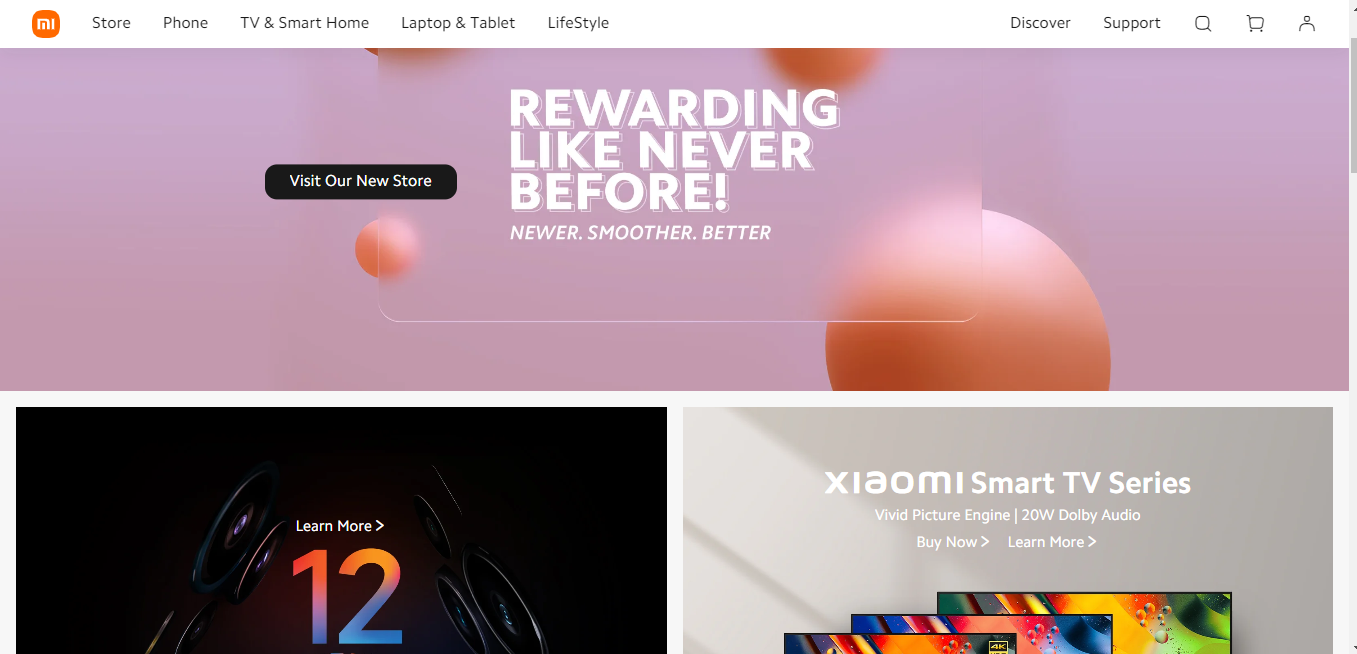 mi
Store
Phone
TV & Smart Home
Laptop & Tablet
LifeStyle
Discover
Support
REWARDING
LIKE NEVER
BEFORE!
Visit Our New Store
NEWER. SMOOTHER. BETTER
Learn More >
12
xiaomi Smart TV Series
Vivid Picture Engine | 20W Dolby Audio
Buy Now >
Learn More >
4K